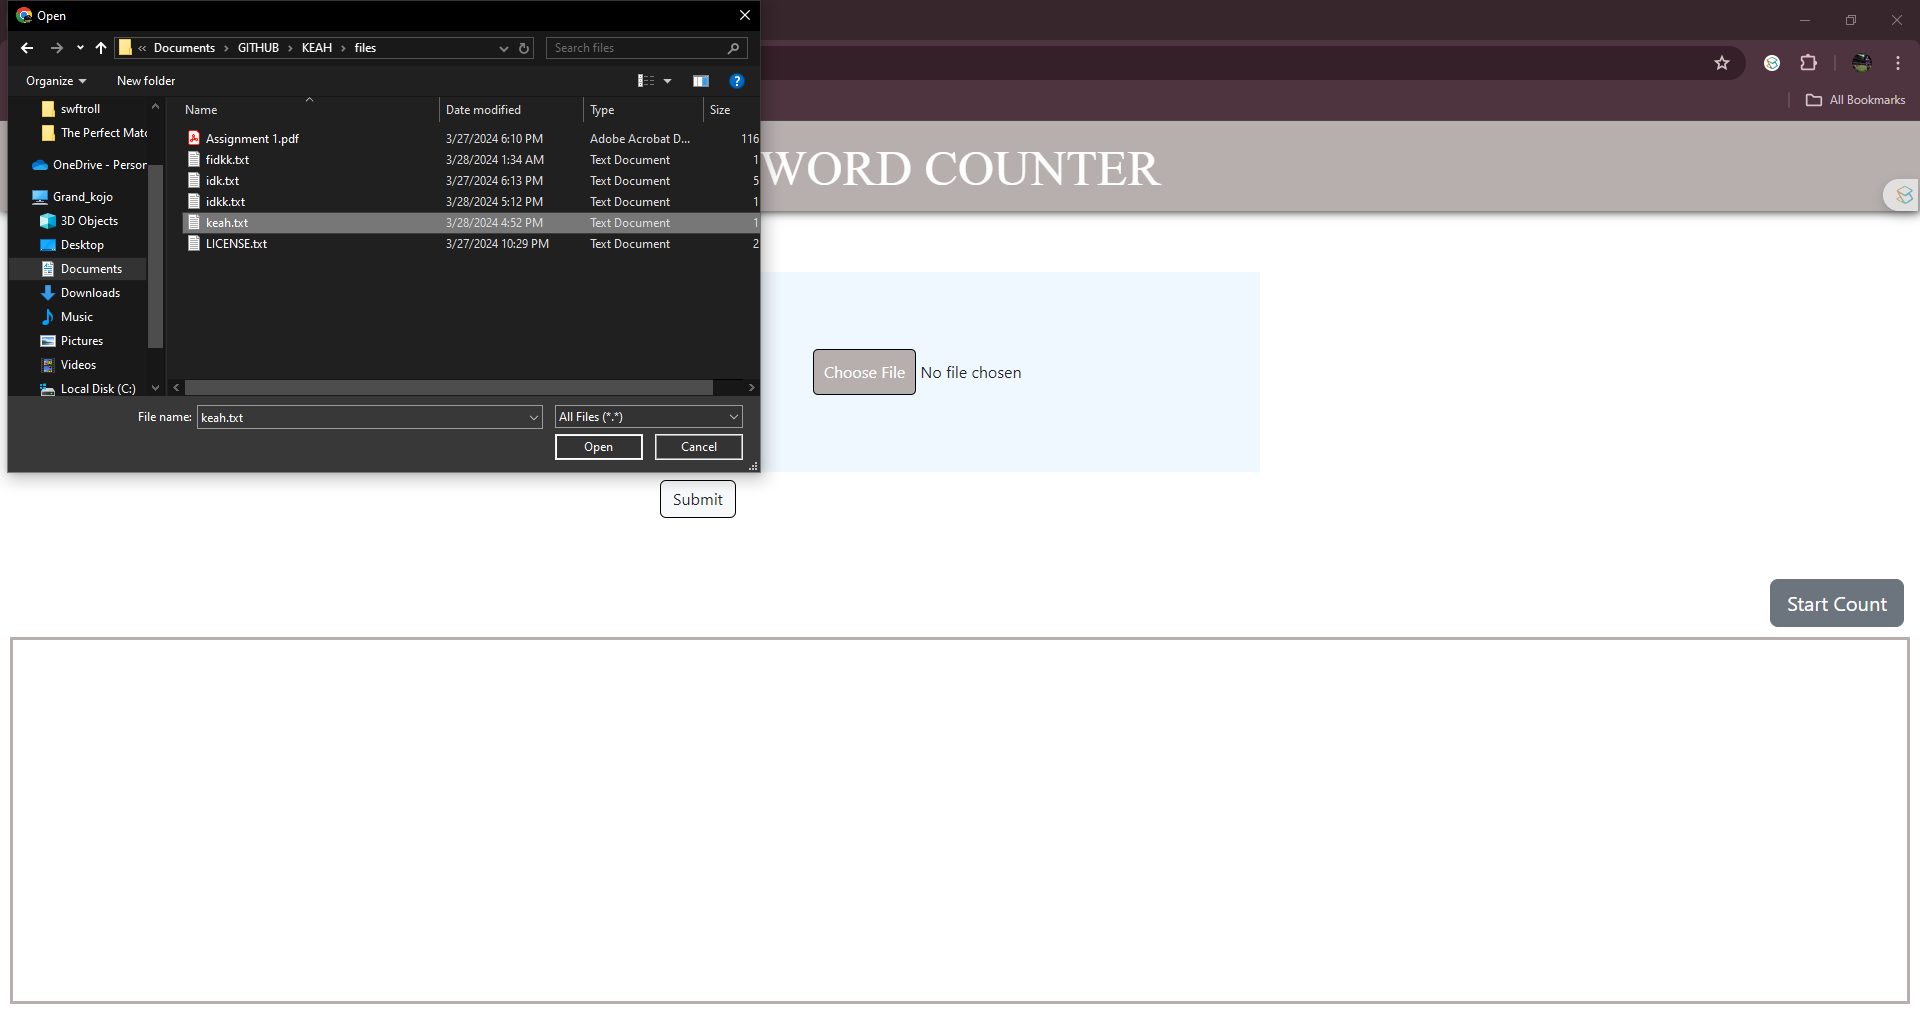 Open
« Documents › GITHUB › KEAH › files
Search files
Organize
New folder
swftroll
The Perfect Matc
OneDrive - Person
Grand_kojo
3D Objects
Desktop
Documents
Downloads
Music
Pictures
Videos
Local Disk (C:)
Name Date modified Type Size
Assignment 1.pdf 3/27/2024 6:10 PM Adobe Acrobat D... 116
fidkk.txt 3/28/2024 1:34 AM Text Document 1
idk.txt 3/27/2024 6:13 PM Text Document 5
idkk.txt 3/28/2024 5:12 PM Text Document 1
keah.txt 3/28/2024 4:52 PM Text Document 1
LICENSE.txt 3/27/2024 10:29 PM Text Document 2
File name: keah.txt All Files (*.*)
Open Cancel
All Bookmarks
WORD COUNTER
Choose File No file chosen
Submit
Start Count